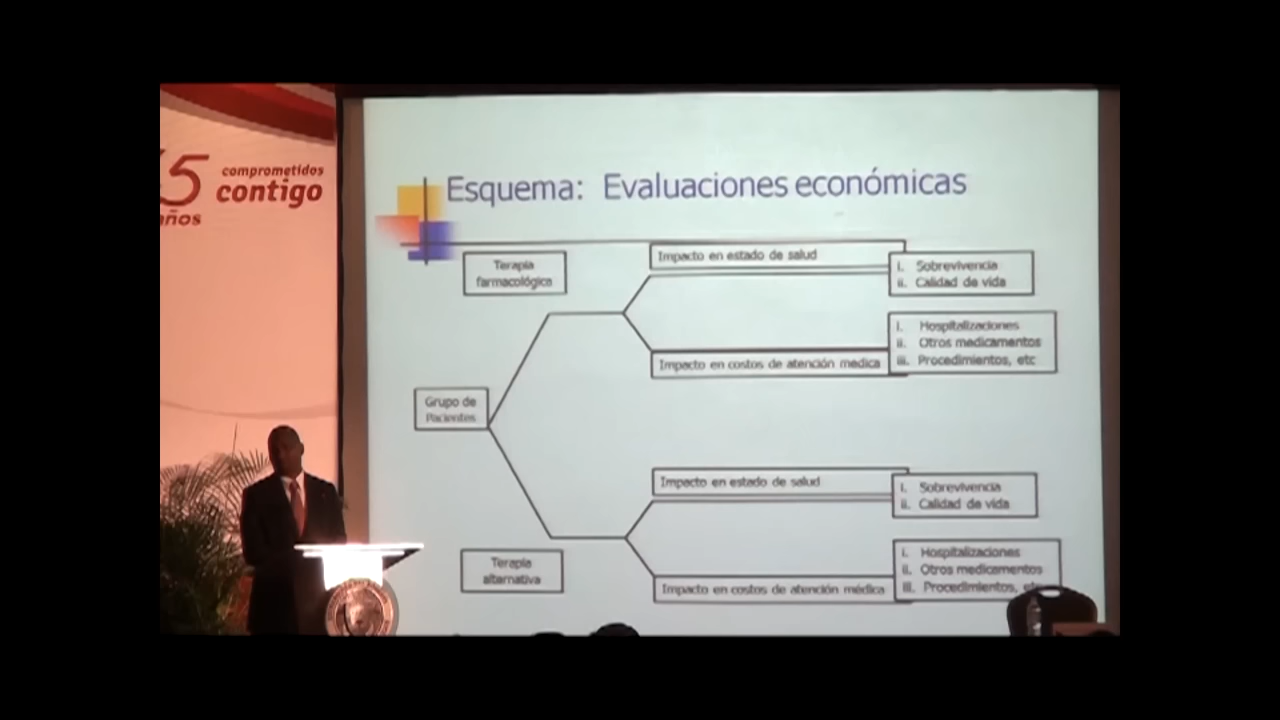 5
años
comprometidos
contigo
Esquema: Evaluaciones económicas
Terapia
farmacológica
Impacto en estado de salud
i. Sobrevivencia
ii. Calidad de vida
i. Hospitalizaciones
ii. Otros medicamentos
iii. Procedimientos, etc
Impacto en costos de atención medica
Grupo de
Pacientes
Impacto en estado de salud
i. Sobrevivencia
ii. Calidad de vida
Terapia
alternativa
i. Hospitalizaciones
ii. Otros medicamentos
iii. Procedimientos, etc
Impacto en costos de atención médica